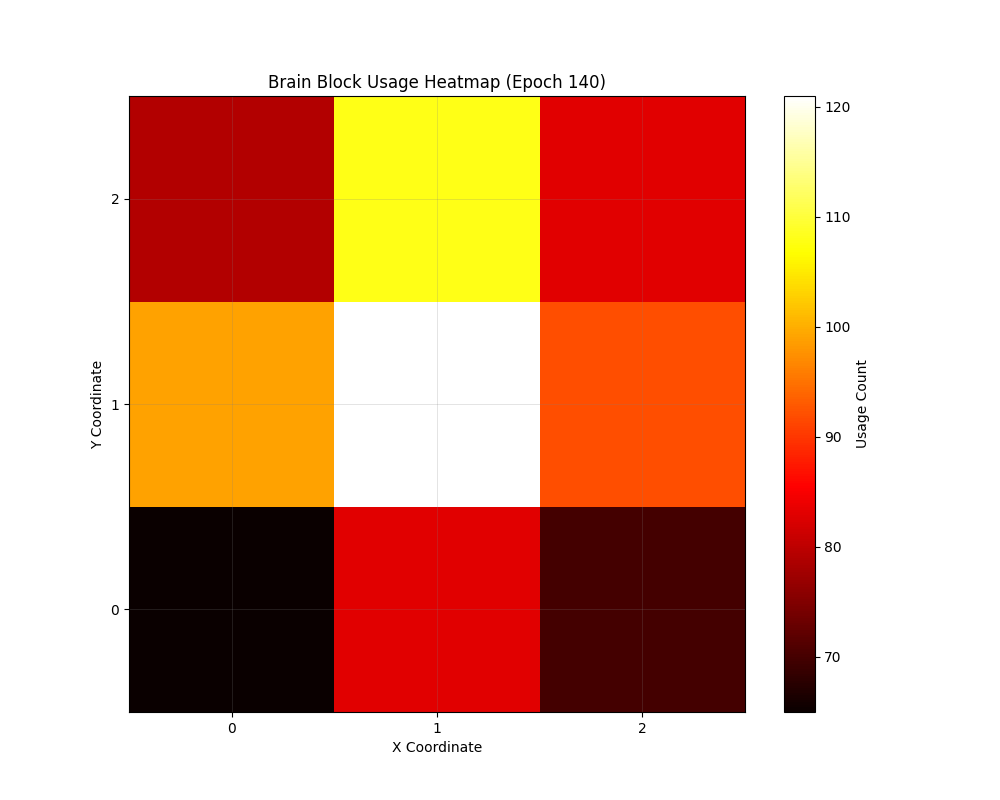 Brain Block Usage Heatmap (Epoch 140)
Y Coordinate
2
1
0
0 1 2
X Coordinate
120
110
100
90
80
70
Usage Count